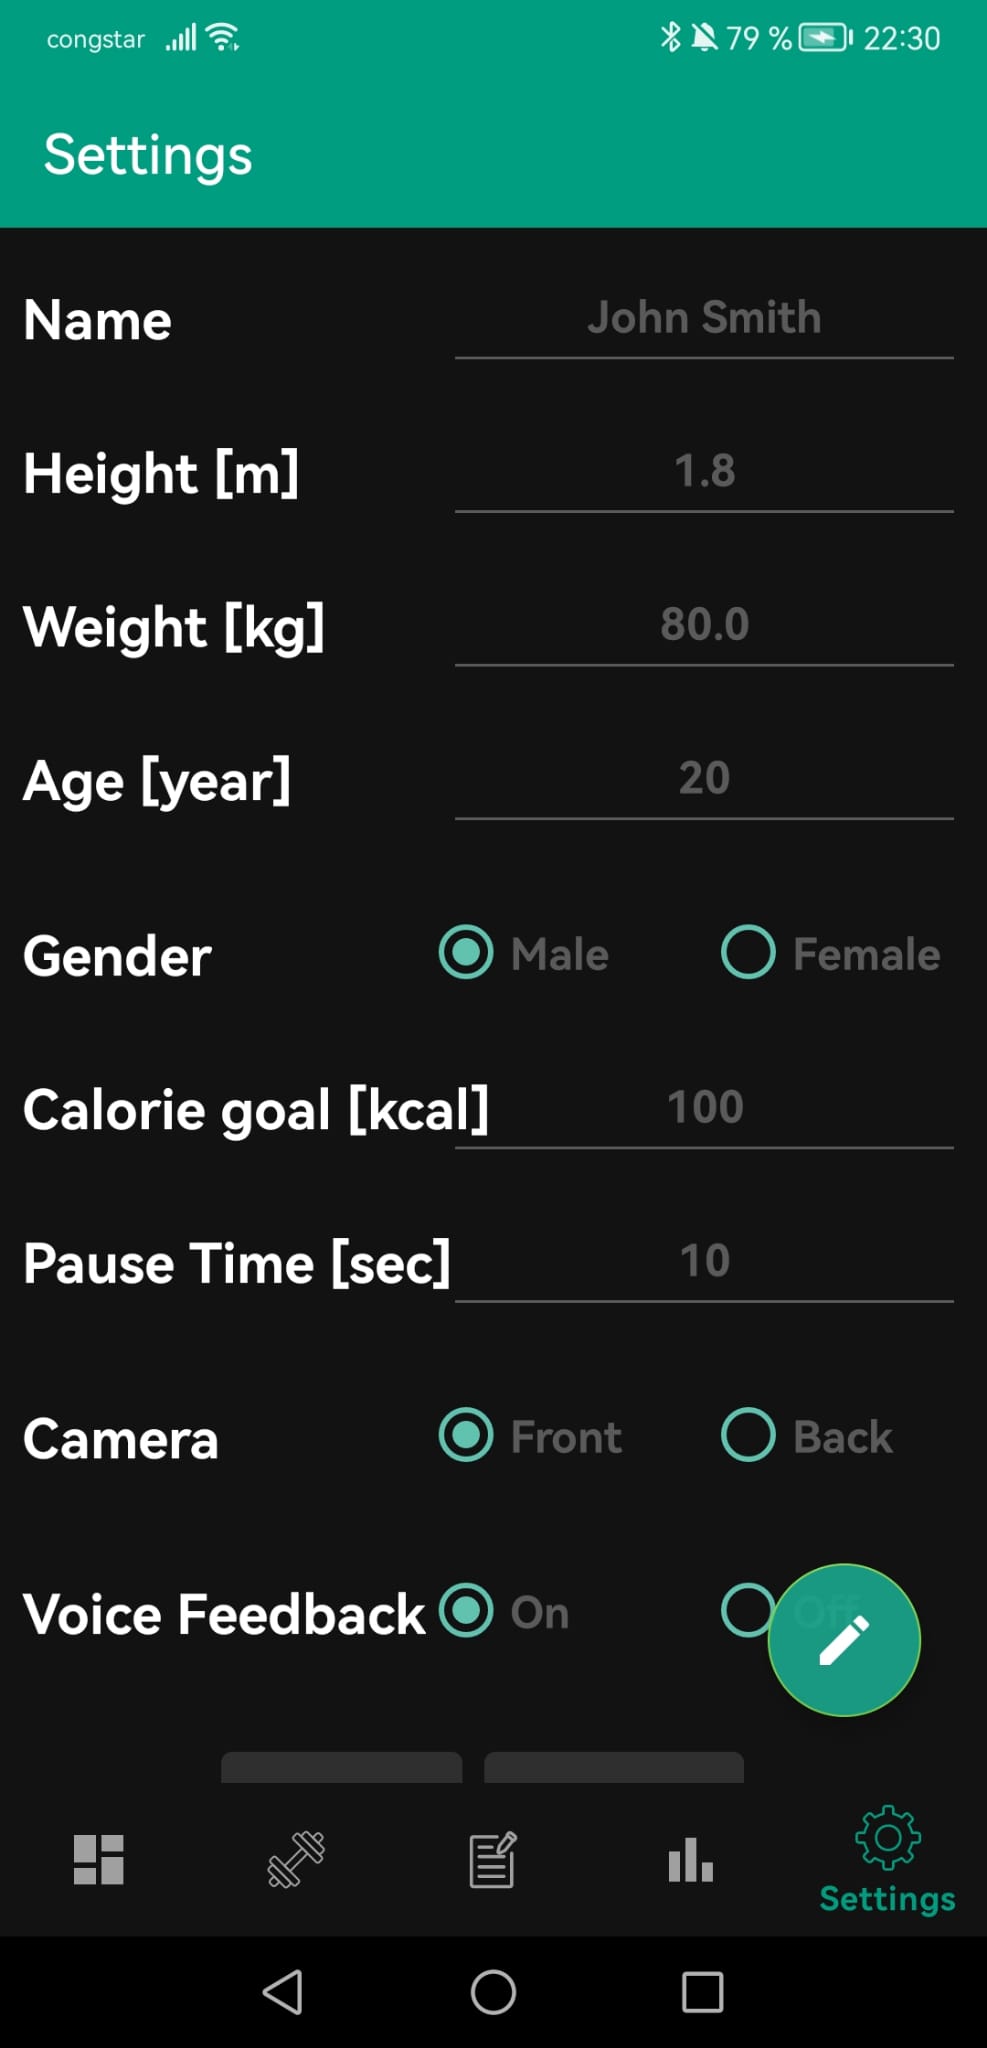 congstar 79 % 22:30
Settings
Name John Smith
Height [m] 1.8
Weight [kg] 80.0
Age [year] 20
Gender Male Female
Calorie goal [kcal] 100
Pause Time [sec] 10
Camera Front Back
Voice Feedback On Off
Settings